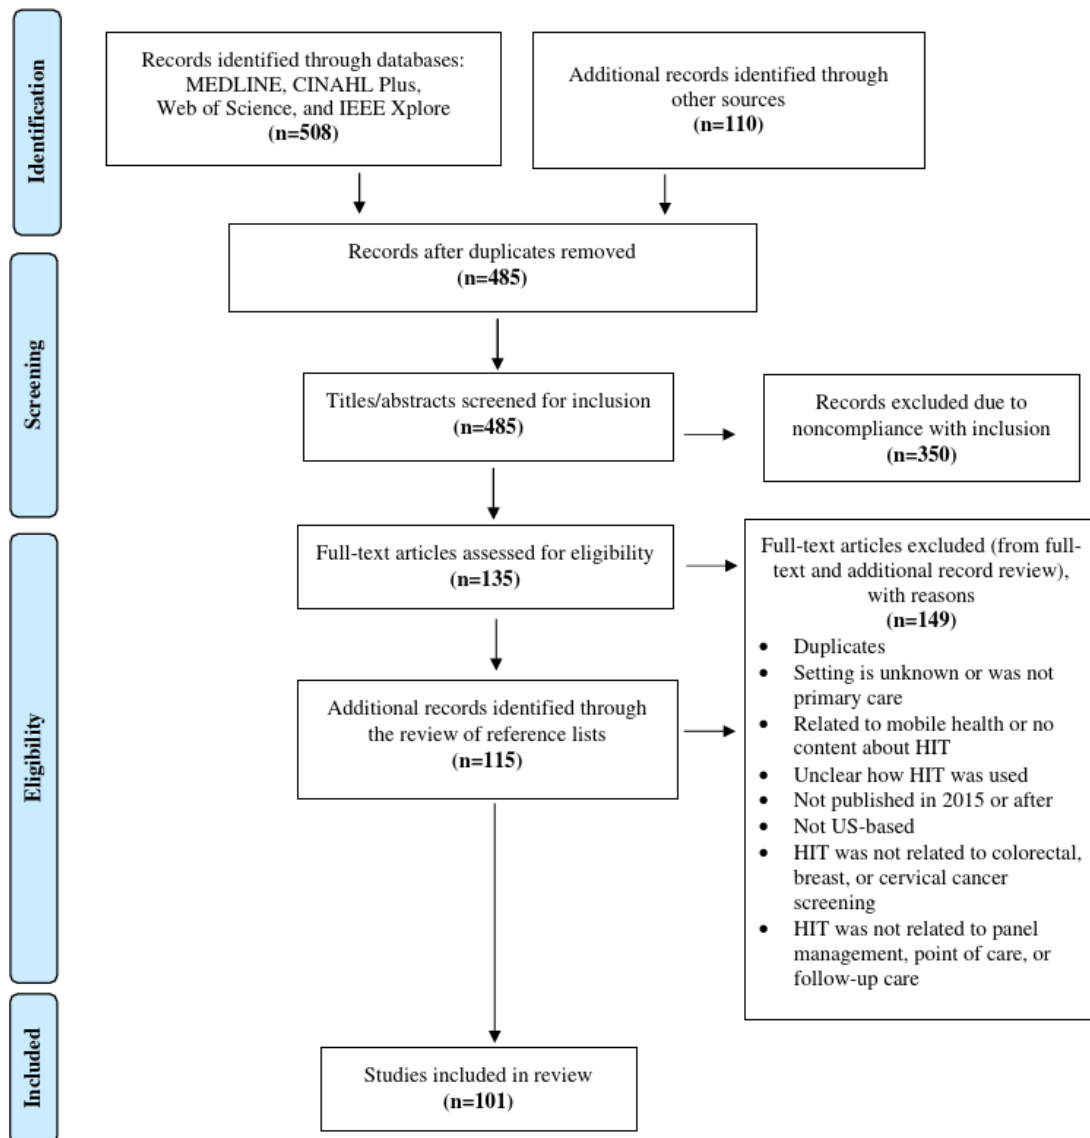 Identification
Records identified through databases:
MEDLINE, CINAHL Plus,
Web of Science, and IEEE Xplore
(n=508)
Additional records identified through
other sources
(n=110)
Records after duplicates removed
(n=485)
Screening
Titles/abstracts screened for inclusion
(n=485)
Records excluded due to
noncompliance with inclusion
(n=350)
Eligibility
Full-text articles assessed for eligibility
(n=135)
Full-text articles excluded (from full-
text and additional record review),
with reasons
(n=149)
• Duplicates
• Setting is unknown or was not
primary care
• Related to mobile health or no
content about HIT
• Unclear how HIT was used
• Not published in 2015 or after
• Not US-based
• HIT was not related to colorectal,
breast, or cervical cancer
screening
• HIT was not related to panel
management, point of care, or
follow-up care
Additional records identified through
the review of reference lists
(n=115)
Included
Studies included in review
(n=101)